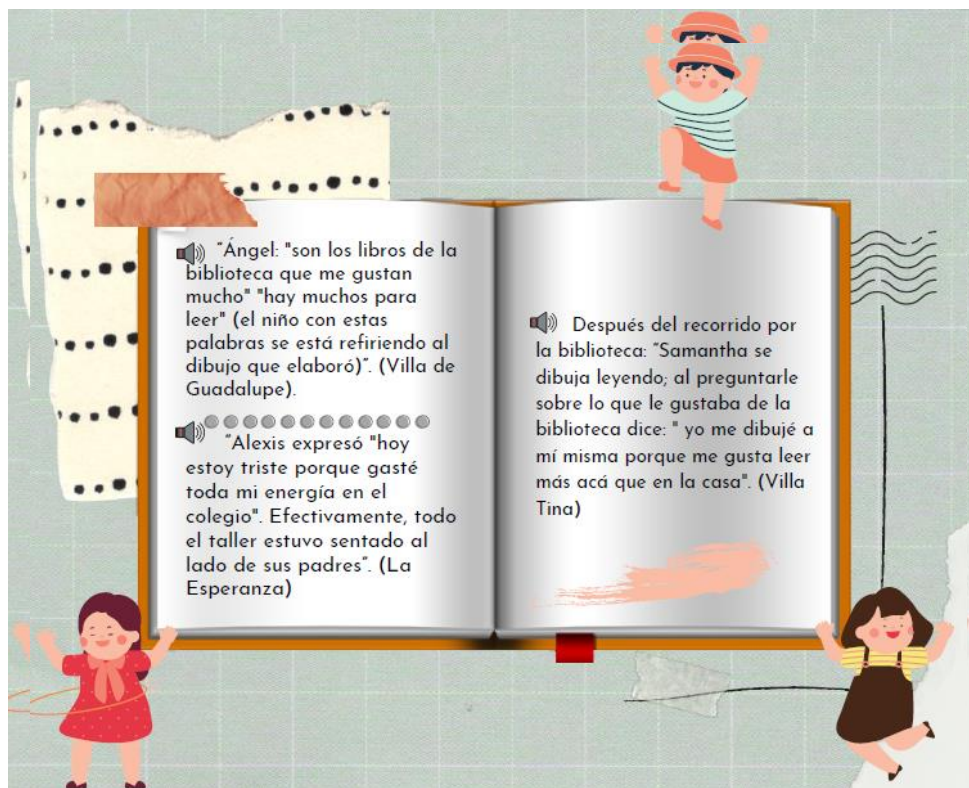 “Ángel: "son los libros de la
biblioteca que me gustan
mucho" "hay muchos para
leer" (el niño con estas
palabras se está refiriendo al
dibujo que elaboró)”. (Villa de
Guadalupe).
“Alexis expresó "hoy
estoy triste porque gasté
toda mi energía en el
colegio". Efectivamente, todo
el taller estuvo sentado al
lado de sus padres”. (La
Esperanza)
Después del recorrido por
la biblioteca: “Samantha se
dibuja leyendo; al preguntarle
sobre lo que le gustaba de la
biblioteca dice: " yo me dibujé a
mí misma porque me gusta leer
más acá que en la casa". (Villa
Tina)